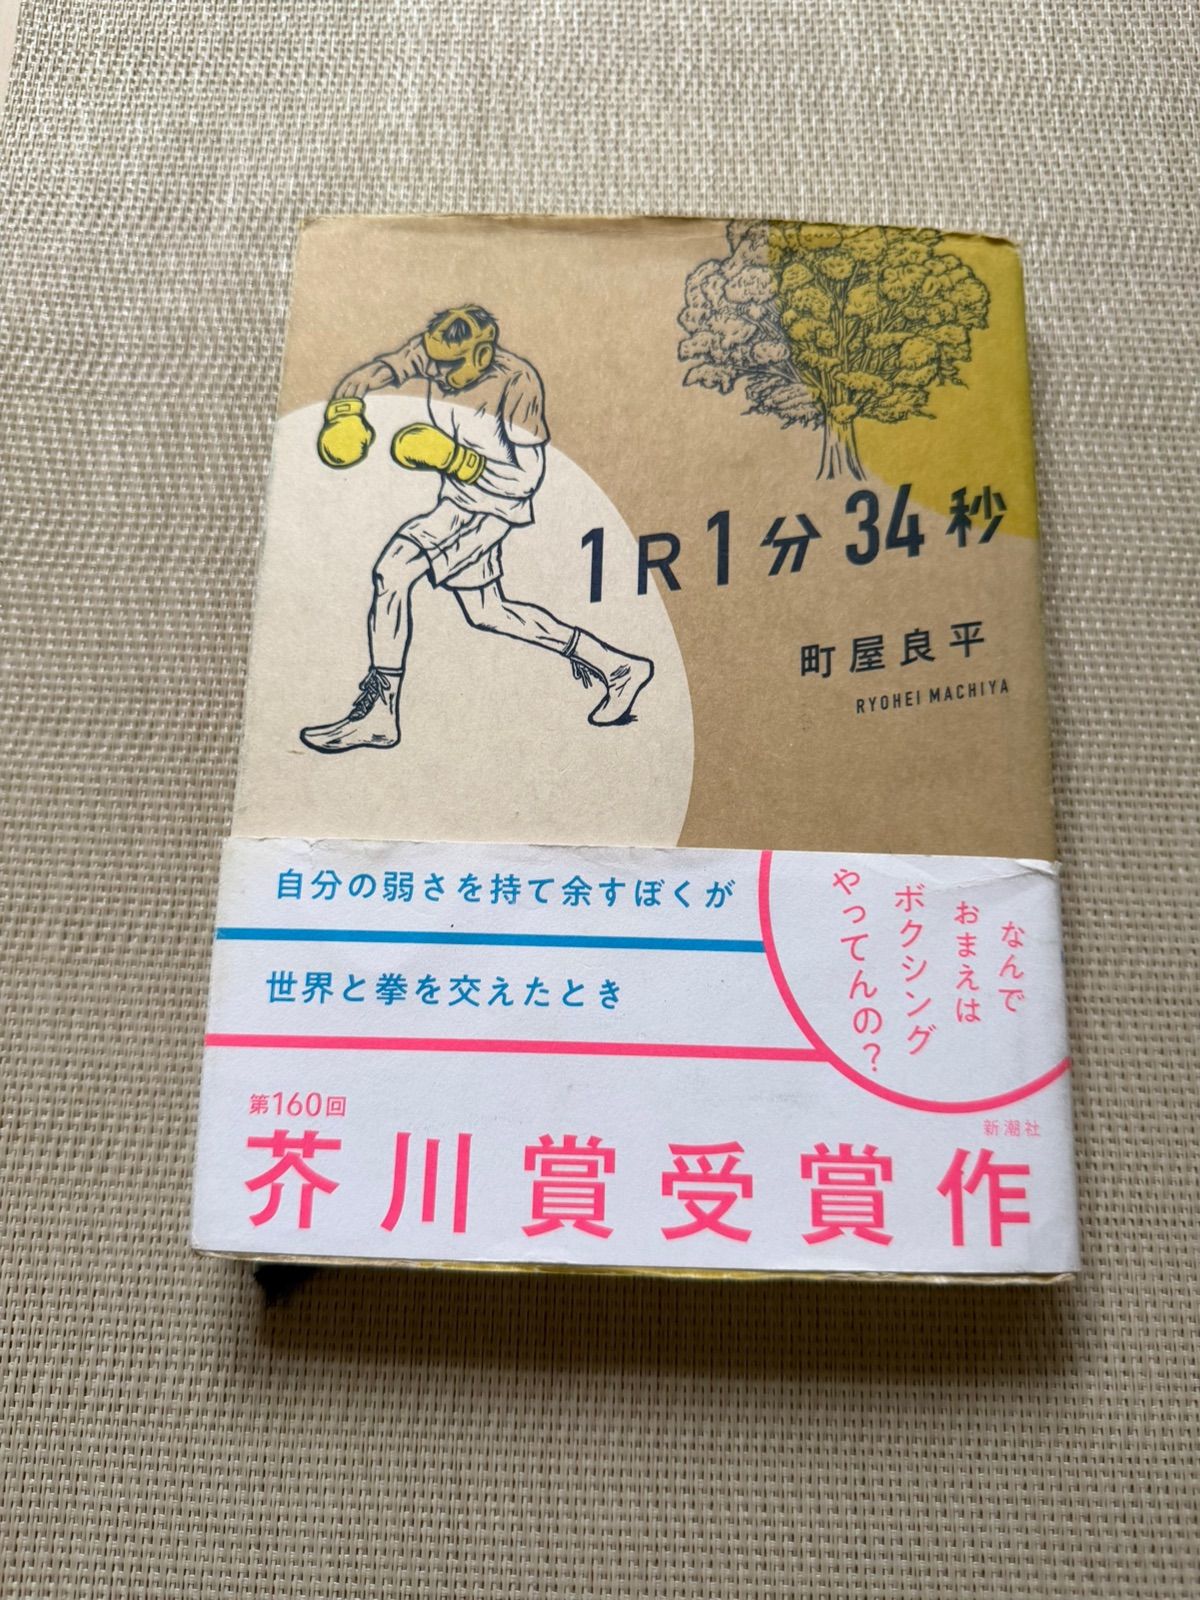 1R1分34秒
町屋良平
RYOHEI MACHIYA
自分の弱さを持て余すぼくが
世界と拳を交えたとき
なんで
おまえは
ボクシング
やってんの?
第160回
芥川賞受賞作
新潮社